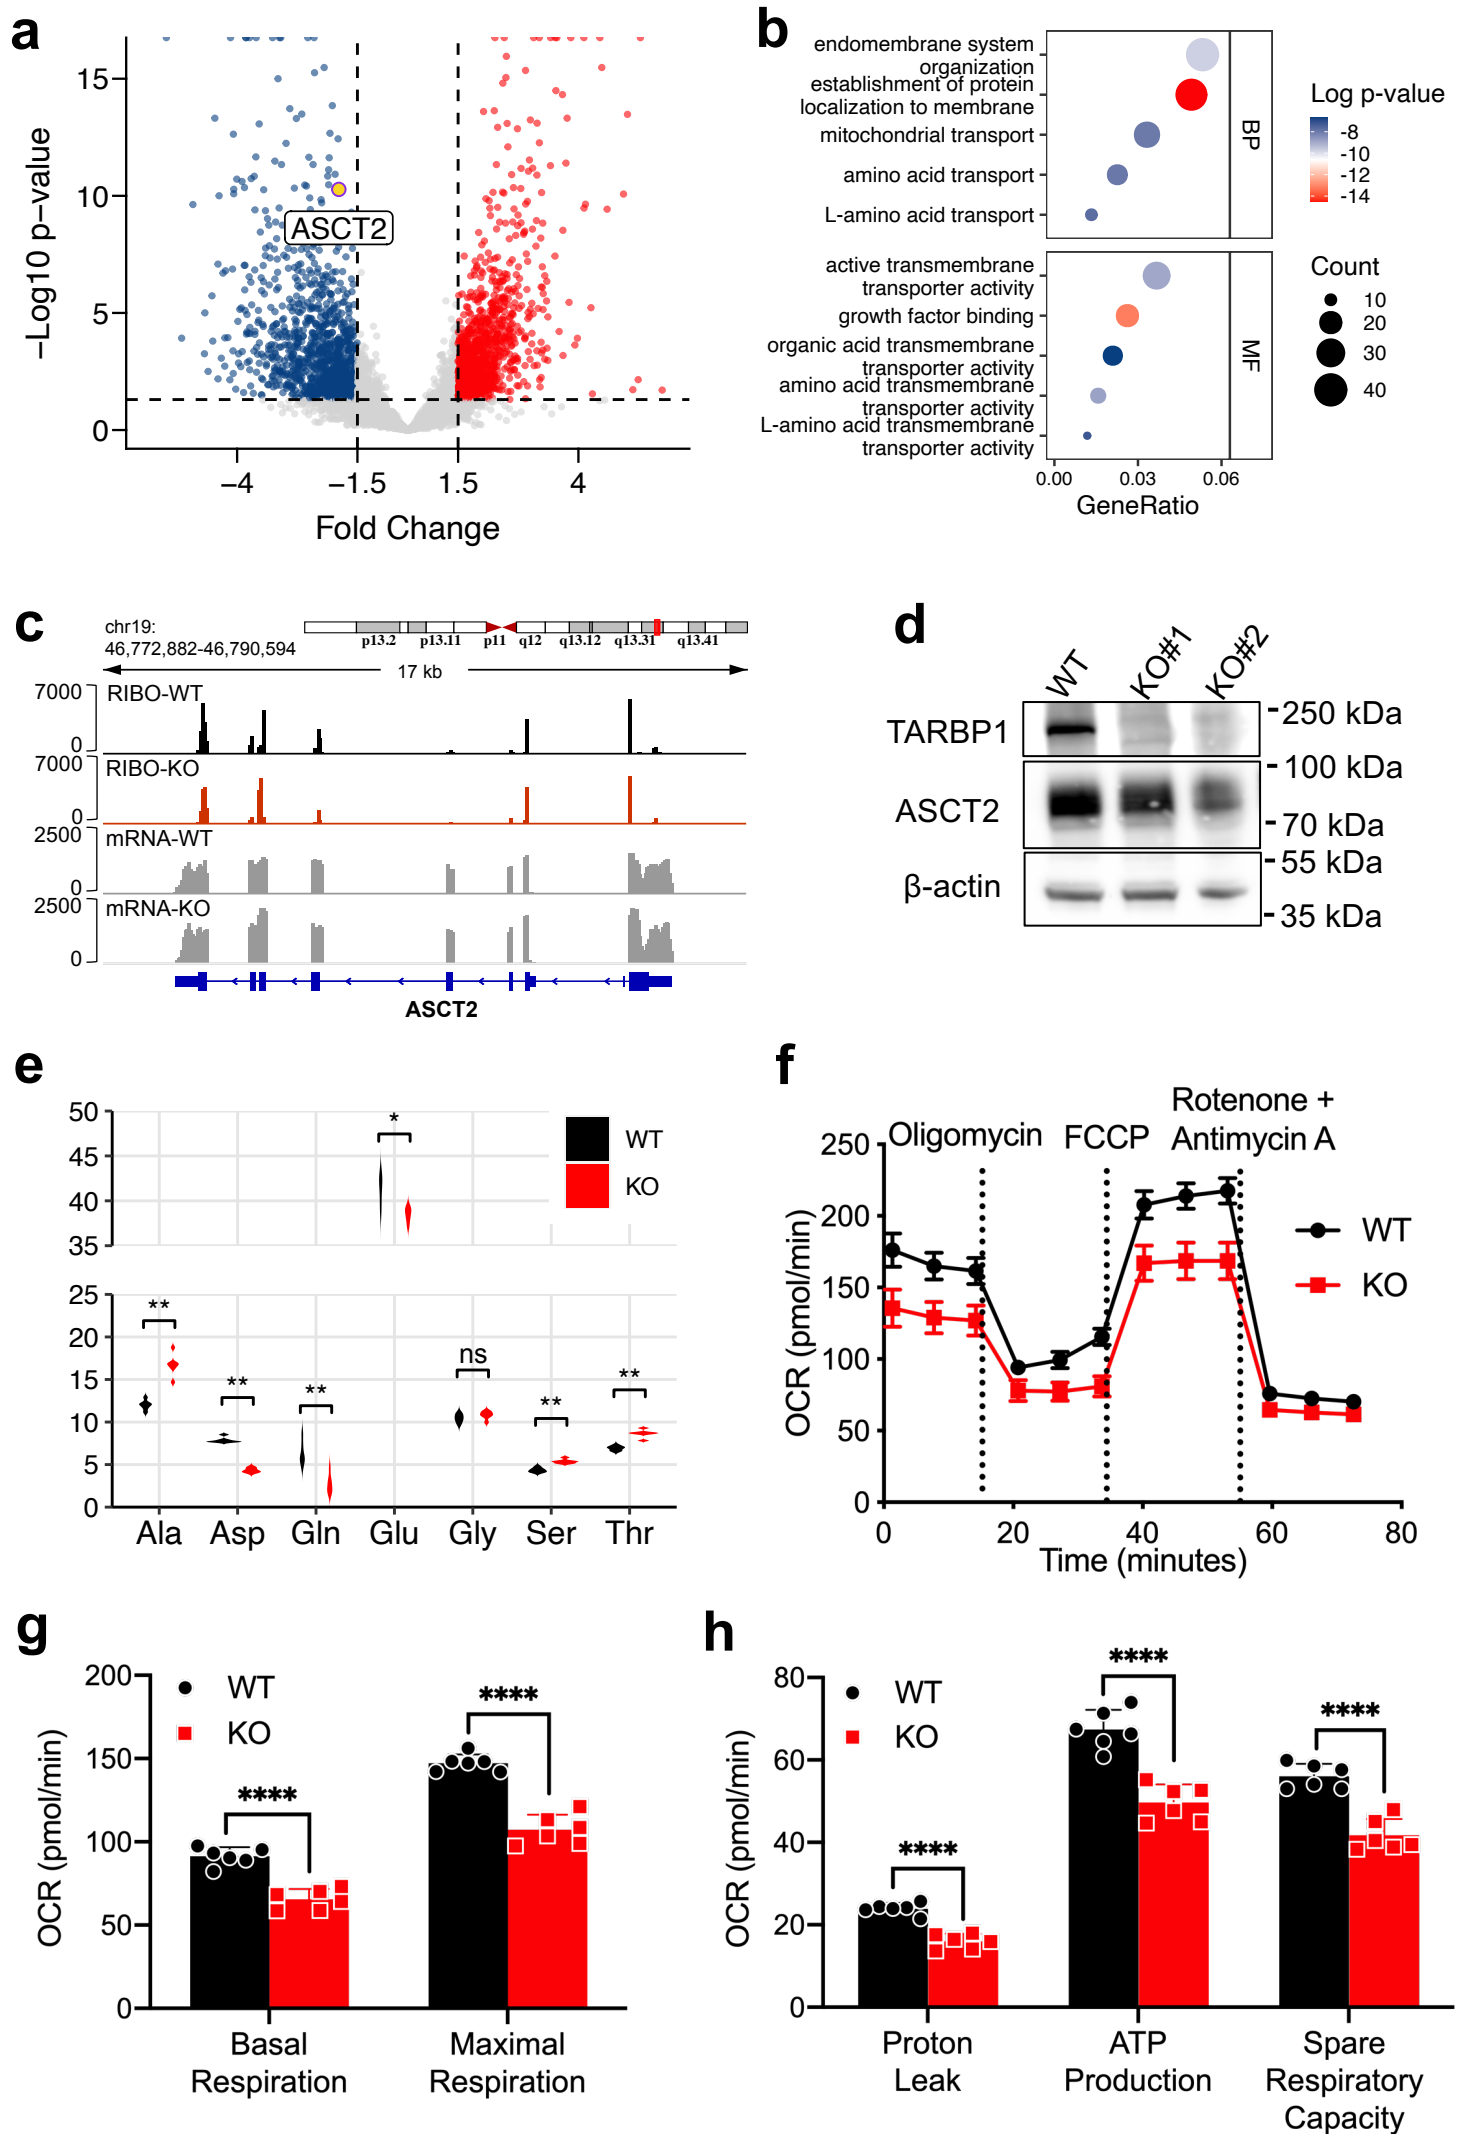 a
15
10
5
0
−Log10 p−value
ASCT2
−4
−1.5
1.5
4
Fold Change
b
endomembrane system
organization
establishment of protein
localization to membrane
mitochondrial transport
amino acid transport
L-amino acid transport
BP
active transmembrane
transporter activity
growth factor binding
organic acid transmembrane
transporter activity
amino acid transmembrane
transporter activity
L-amino acid transmembrane
transporter activity
MF
0.00
0.03
0.06
GeneRatio
Log p-value
-8
-10
-12
-14
Count
10
20
30
40
c
chr19:
46,772,882-46,790,594
p13.2
p13.11
p11
q12
q13.12
q13.31
q13.41
17 kb
7000
RIBO-WT
0
7000
RIBO-KO
0
2500
mRNA-WT
0
2500
mRNA-KO
0
ASCT2
d
WT
KO#1
KO#2
TARBP1
250 kDa
100 kDa
ASCT2
70 kDa
55 kDa
β-actin
35 kDa
e
50
45
40
35
25
20
15
10
5
0
*
**
**
**
ns
**
**
WT
KO
Ala
Asp
Gln
Glu
Gly
Ser
Thr
f
Oligomycin
FCCP
Rotenone +
Antimycin A
250
200
150
100
50
0
OCR (pmol/min)
WT
KO
0
20
40
60
80
Time (minutes)
g
200
150
100
50
0
OCR (pmol/min)
WT
KO
****
****
Basal
Respiration
Maximal
Respiration
h
80
60
40
20
0
OCR (pmol/min)
WT
KO
****
****
****
Proton
Leak
ATP
Production
Spare
Respiratory
Capacity